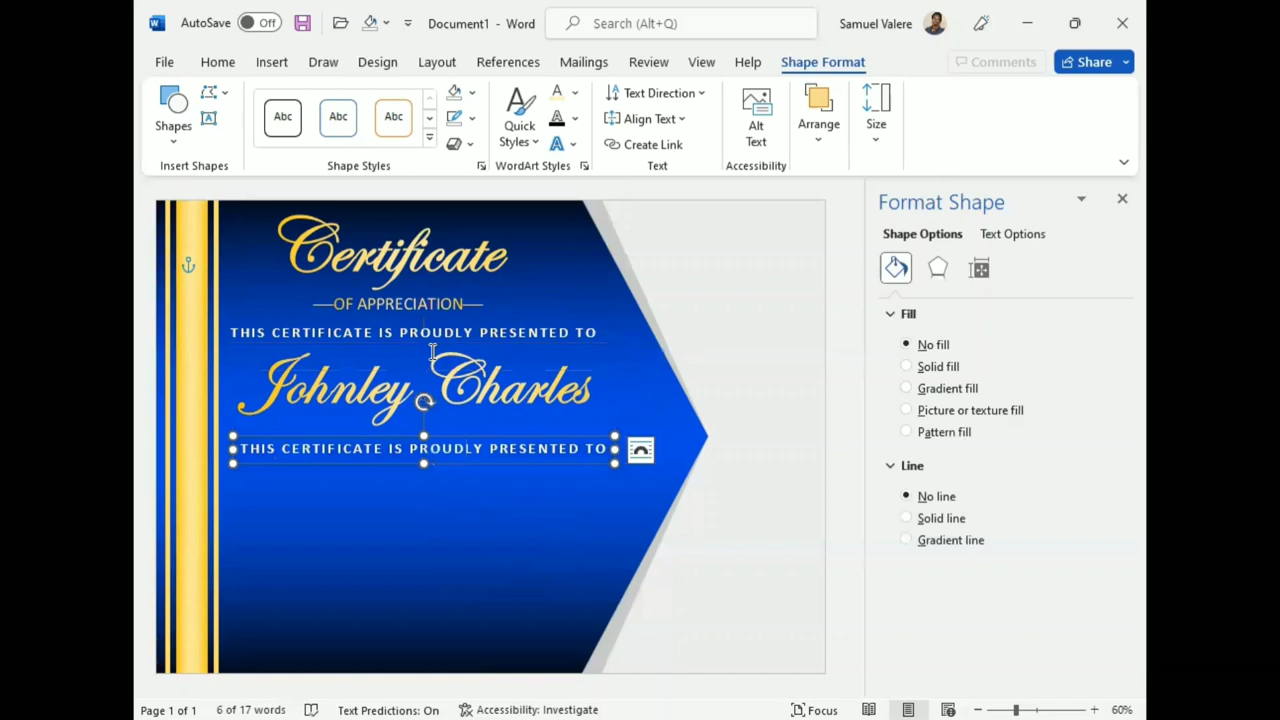 AutoSave Off Document1 - Word Search (Alt+Q) Samuel Valere
File Home Insert Draw Design Layout References Mailings Review View Help Shape Format Comments Share
Shapes
Insert Shapes
Abc Abc Abc
Shape Styles
Quick
Styles
WordArt Styles
Text Direction
Align Text
Create Link
Text
Alt
Text
Accessibility
Arrange
Size
Certificate
OF APPRECIATION
THIS CERTIFICATE IS PROUDLY PRESENTED TO
Johnley Charles
THIS CERTIFICATE IS PROUDLY PRESENTED TO
Format Shape
Shape Options Text Options
Fill
No fill
Solid fill
Gradient fill
Picture or texture fill
Pattern fill
Line
No line
Solid line
Gradient line
Page 1 of 1 6 of 17 words Text Predictions: On Accessibility: Investigate Focus 60%